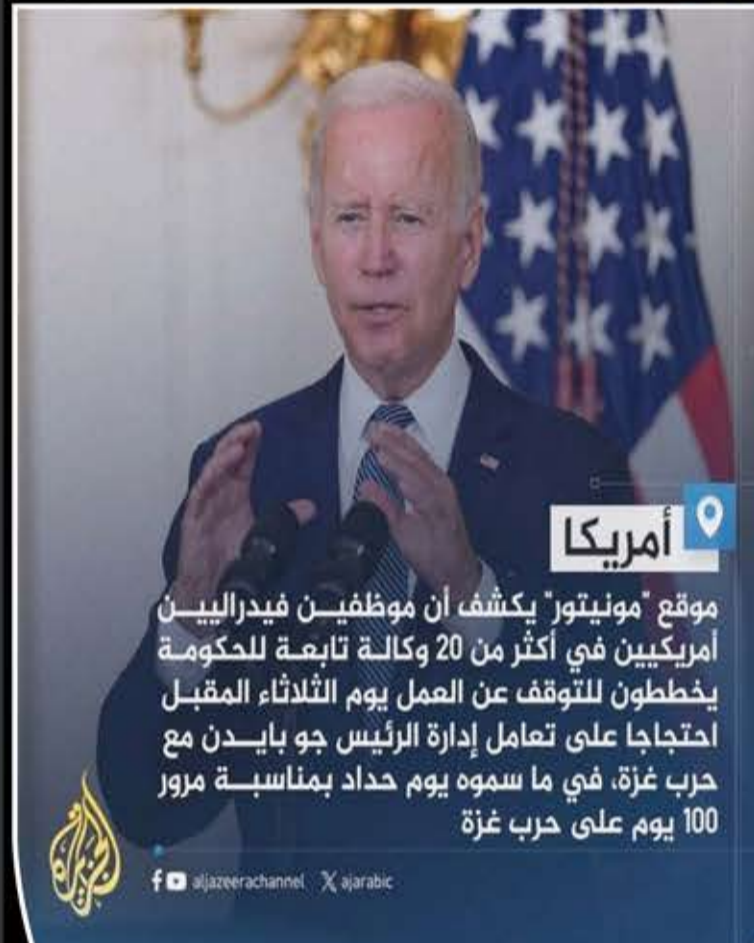 أمريكا
موقع "مونيتور" يكشف أن موظفين فيدراليين
أمريكيين في أكثر من 20 وكالة تابعة للحكومة
يخططون للتوقف عن العمل يوم الثلاثاء المقبل
احتجاجا على تعامل إدارة الرئيس جو بايدن مع
حرب غزة، في ما سموه يوم حداد بمناسبة مرور
100 يوم على حرب غزة
الجزيرة
aljazeerachannel ajarabic